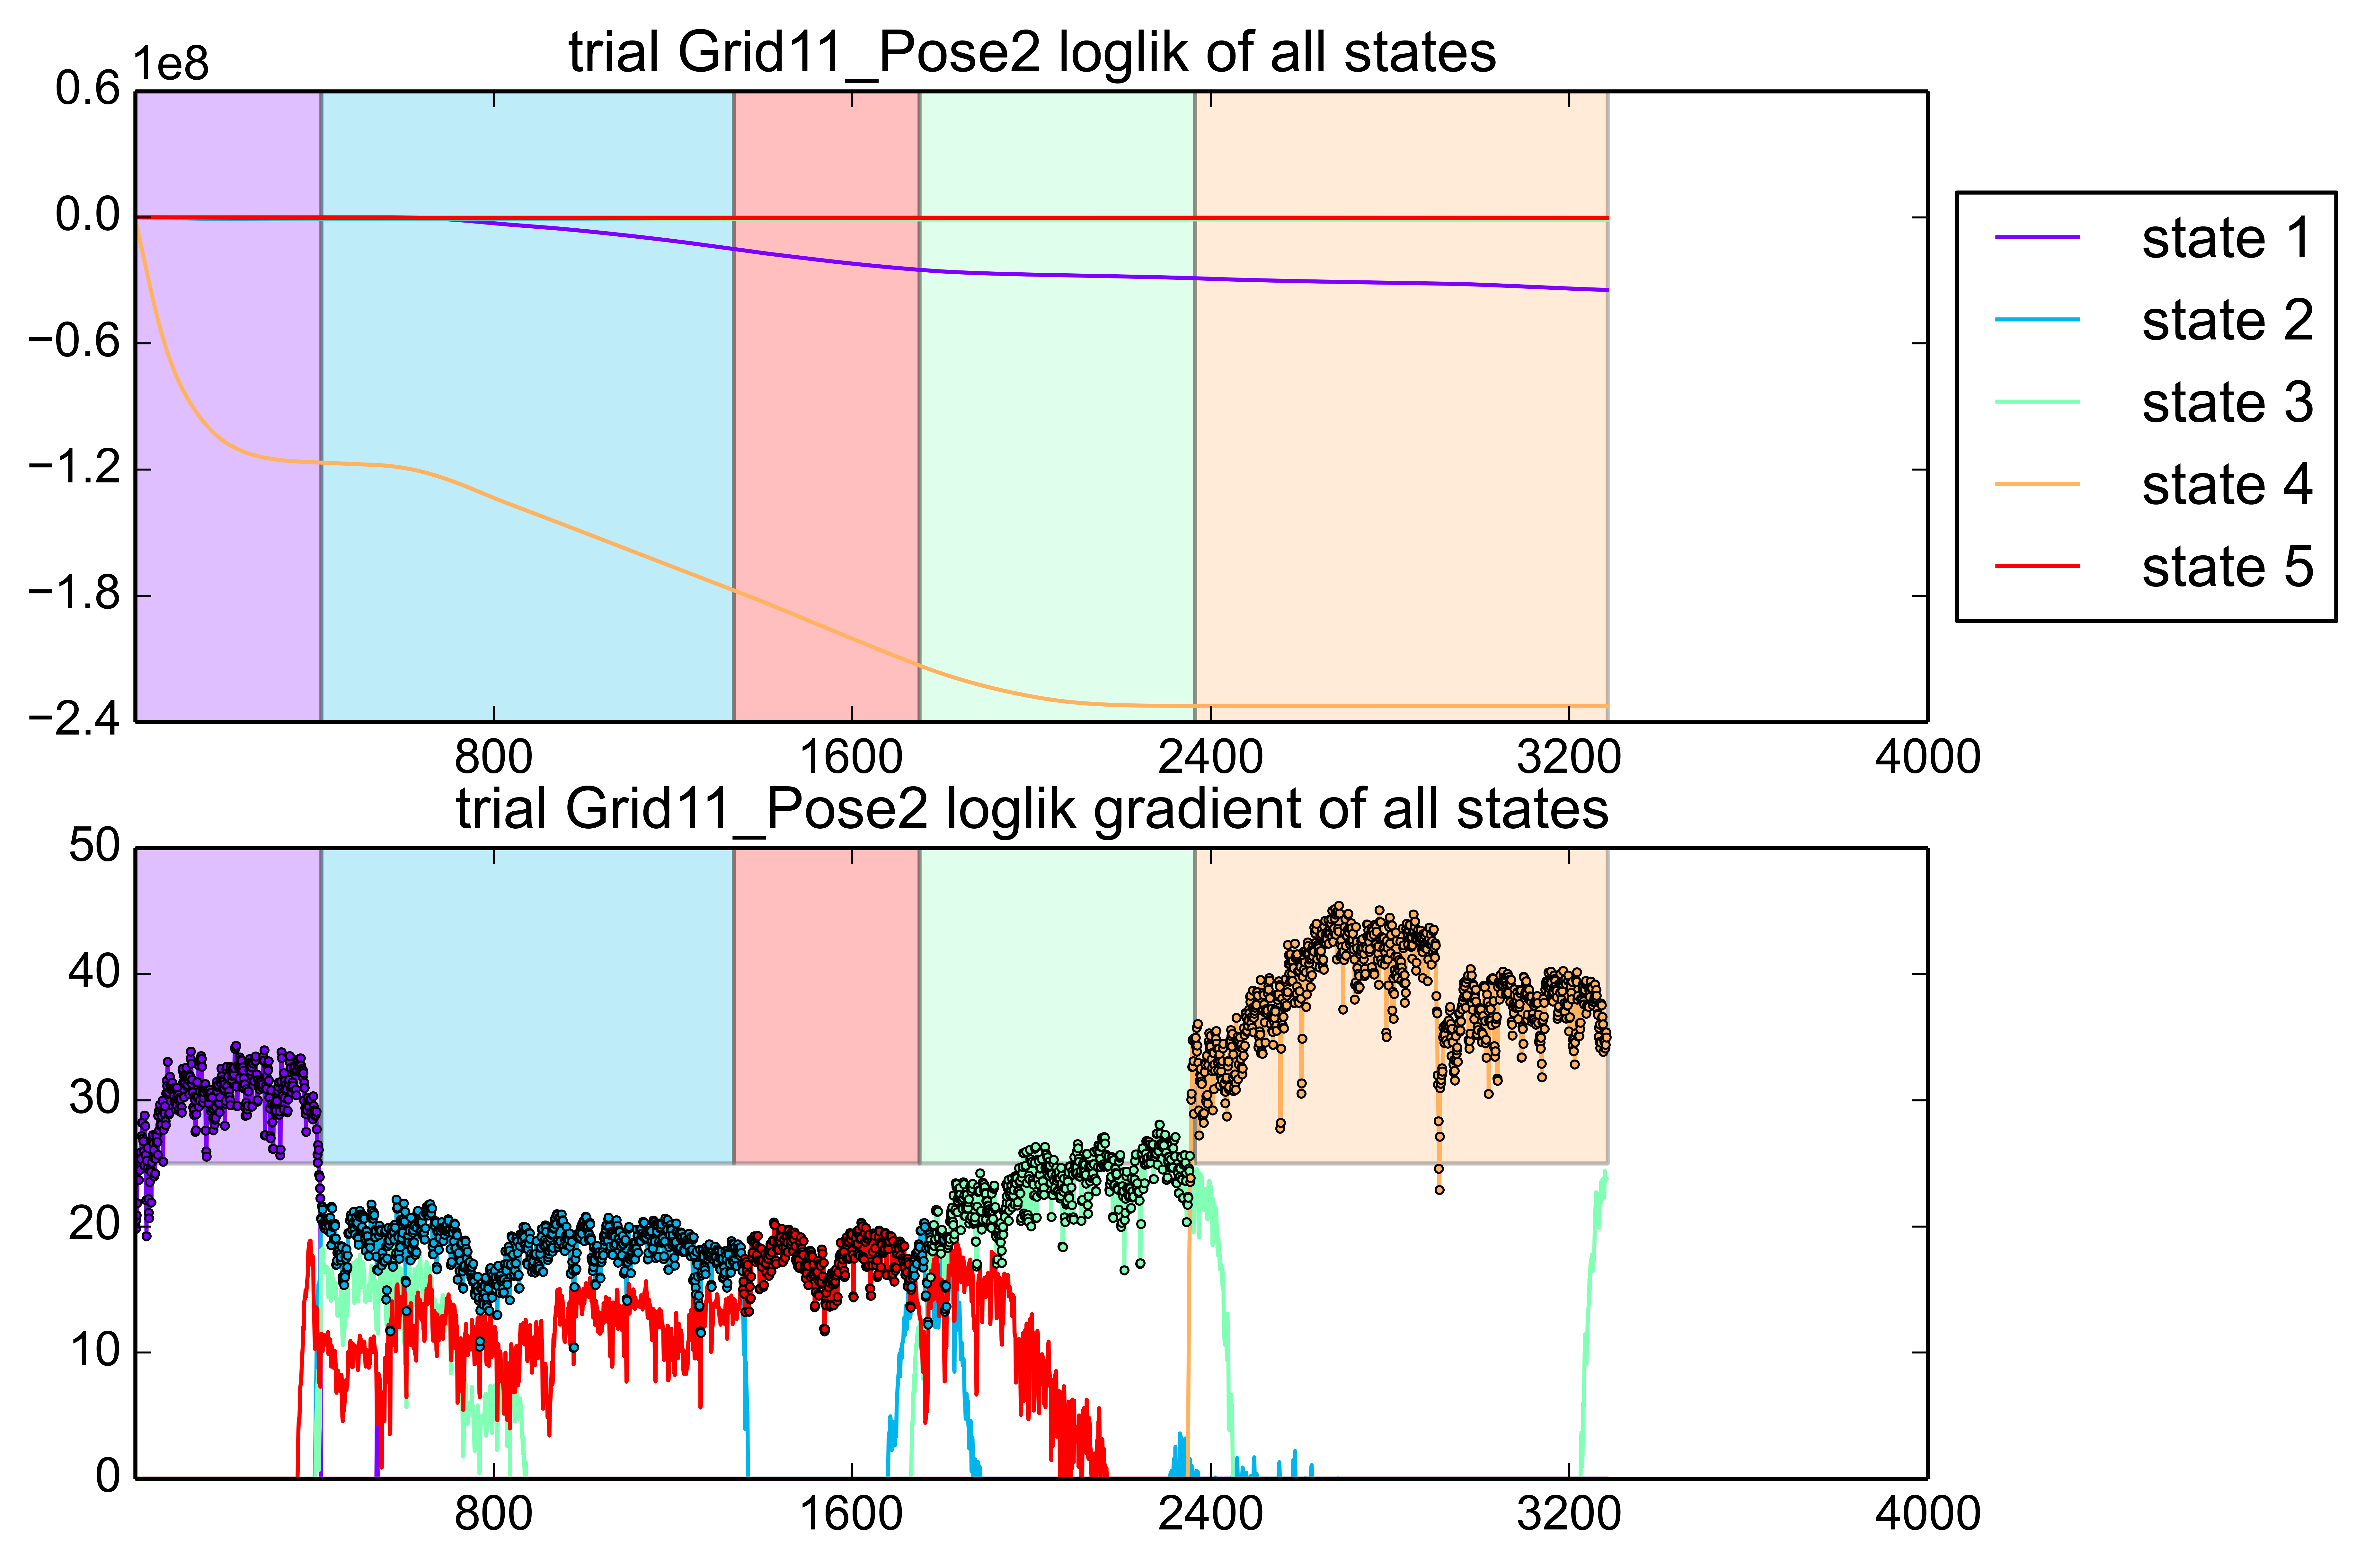 1e8
trial Grid11_Pose2 loglik of all states
0.6
0.0
−0.6
−1.2
−1.8
−2.4
800 1600 2400 3200 4000
state 1
state 2
state 3
state 4
state 5
trial Grid11_Pose2 loglik gradient of all states
50
40
30
20
10
0
800 1600 2400 3200 4000